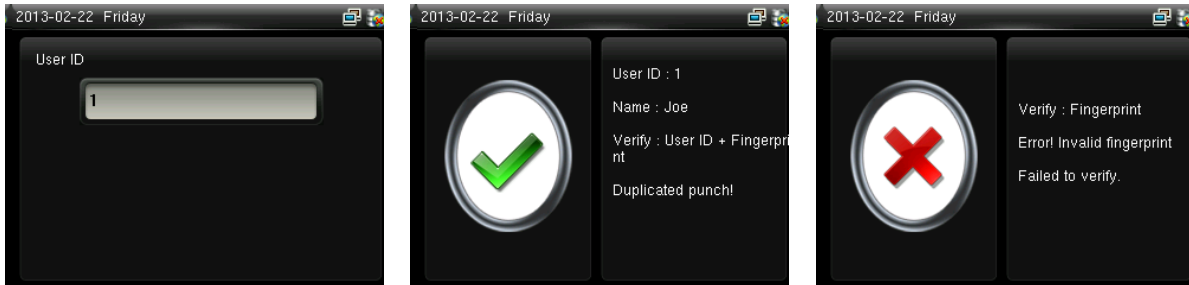 2013-02-22 Friday
User ID
1
2013-02-22 Friday
User ID : 1
Name : Joe
Verify : User ID + Fingerpri
nt
Duplicated punch!
2013-02-22 Friday
Verify : Fingerprint
Error! Invalid fingerprint
Failed to verify.